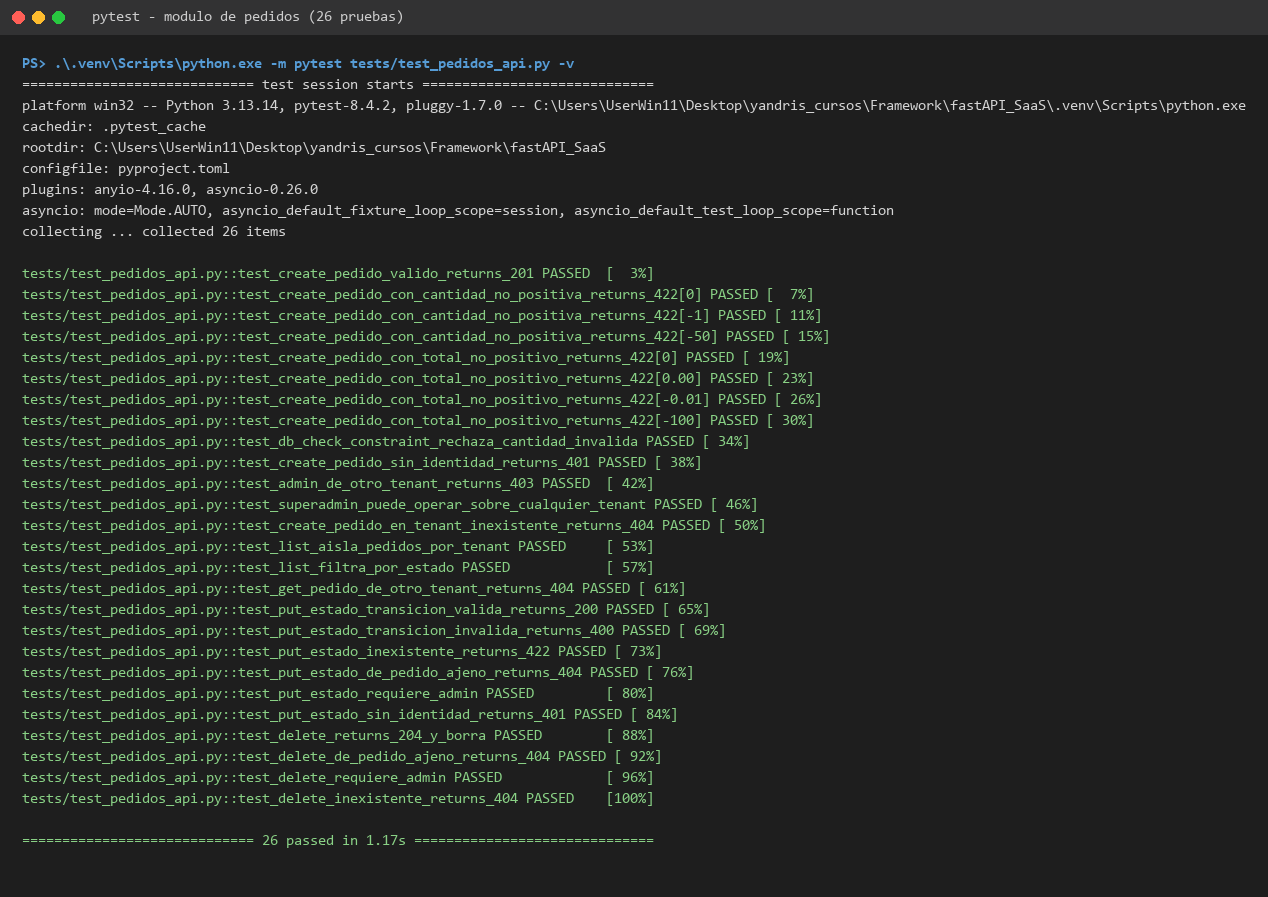 pytest - modulo de pedidos (26 pruebas)
PS> .\.venv\Scripts\python.exe -m pytest tests/test_pedidos_api.py -v
============================= test session starts =============================
platform win32 -- Python 3.13.14, pytest-8.4.2, pluggy-1.7.0 -- C:\Users\UserWin11\Desktop\yandris_cursos\Framework\fastAPI_SaaS\.venv\Scripts\python.exe
cachedir: .pytest_cache
rootdir: C:\Users\UserWin11\Desktop\yandris_cursos\Framework\fastAPI_SaaS
configfile: pyproject.toml
plugins: anyio-4.16.0, asyncio-0.26.0
asyncio: mode=Mode.AUTO, asyncio_default_fixture_loop_scope=session, asyncio_default_test_loop_scope=function
collecting ... collected 26 items
tests/test_pedidos_api.py::test_create_pedido_valido_returns_201 PASSED  [  3%]
tests/test_pedidos_api.py::test_create_pedido_con_cantidad_no_positiva_returns_422[0] PASSED [  7%]
tests/test_pedidos_api.py::test_create_pedido_con_cantidad_no_positiva_returns_422[-1] PASSED [ 11%]
tests/test_pedidos_api.py::test_create_pedido_con_cantidad_no_positiva_returns_422[-50] PASSED [ 15%]
tests/test_pedidos_api.py::test_create_pedido_con_total_no_positivo_returns_422[0] PASSED [ 19%]
tests/test_pedidos_api.py::test_create_pedido_con_total_no_positivo_returns_422[0.00] PASSED [ 23%]
tests/test_pedidos_api.py::test_create_pedido_con_total_no_positivo_returns_422[-0.01] PASSED [ 26%]
tests/test_pedidos_api.py::test_create_pedido_con_total_no_positivo_returns_422[-100] PASSED [ 30%]
tests/test_pedidos_api.py::test_db_check_constraint_rechaza_cantidad_invalida PASSED [ 34%]
tests/test_pedidos_api.py::test_create_pedido_sin_identidad_returns_401 PASSED [ 38%]
tests/test_pedidos_api.py::test_admin_de_otro_tenant_returns_403 PASSED  [ 42%]
tests/test_pedidos_api.py::test_superadmin_puede_operar_sobre_cualquier_tenant PASSED [ 46%]
tests/test_pedidos_api.py::test_create_pedido_en_tenant_inexistente_returns_404 PASSED [ 50%]
tests/test_pedidos_api.py::test_list_aisla_pedidos_por_tenant PASSED     [ 53%]
tests/test_pedidos_api.py::test_list_filtra_por_estado PASSED            [ 57%]
tests/test_pedidos_api.py::test_get_pedido_de_otro_tenant_returns_404 PASSED [ 61%]
tests/test_pedidos_api.py::test_put_estado_transicion_valida_returns_200 PASSED [ 65%]
tests/test_pedidos_api.py::test_put_estado_transicion_invalida_returns_400 PASSED [ 69%]
tests/test_pedidos_api.py::test_put_estado_inexistente_returns_422 PASSED [ 73%]
tests/test_pedidos_api.py::test_put_estado_de_pedido_ajeno_returns_404 PASSED [ 76%]
tests/test_pedidos_api.py::test_put_estado_requiere_admin PASSED         [ 80%]
tests/test_pedidos_api.py::test_put_estado_sin_identidad_returns_401 PASSED [ 84%]
tests/test_pedidos_api.py::test_delete_returns_204_y_borra PASSED        [ 88%]
tests/test_pedidos_api.py::test_delete_de_pedido_ajeno_returns_404 PASSED [ 92%]
tests/test_pedidos_api.py::test_delete_requiere_admin PASSED             [ 96%]
tests/test_pedidos_api.py::test_delete_inexistente_returns_404 PASSED    [100%]
============================= 26 passed in 1.17s ==============================